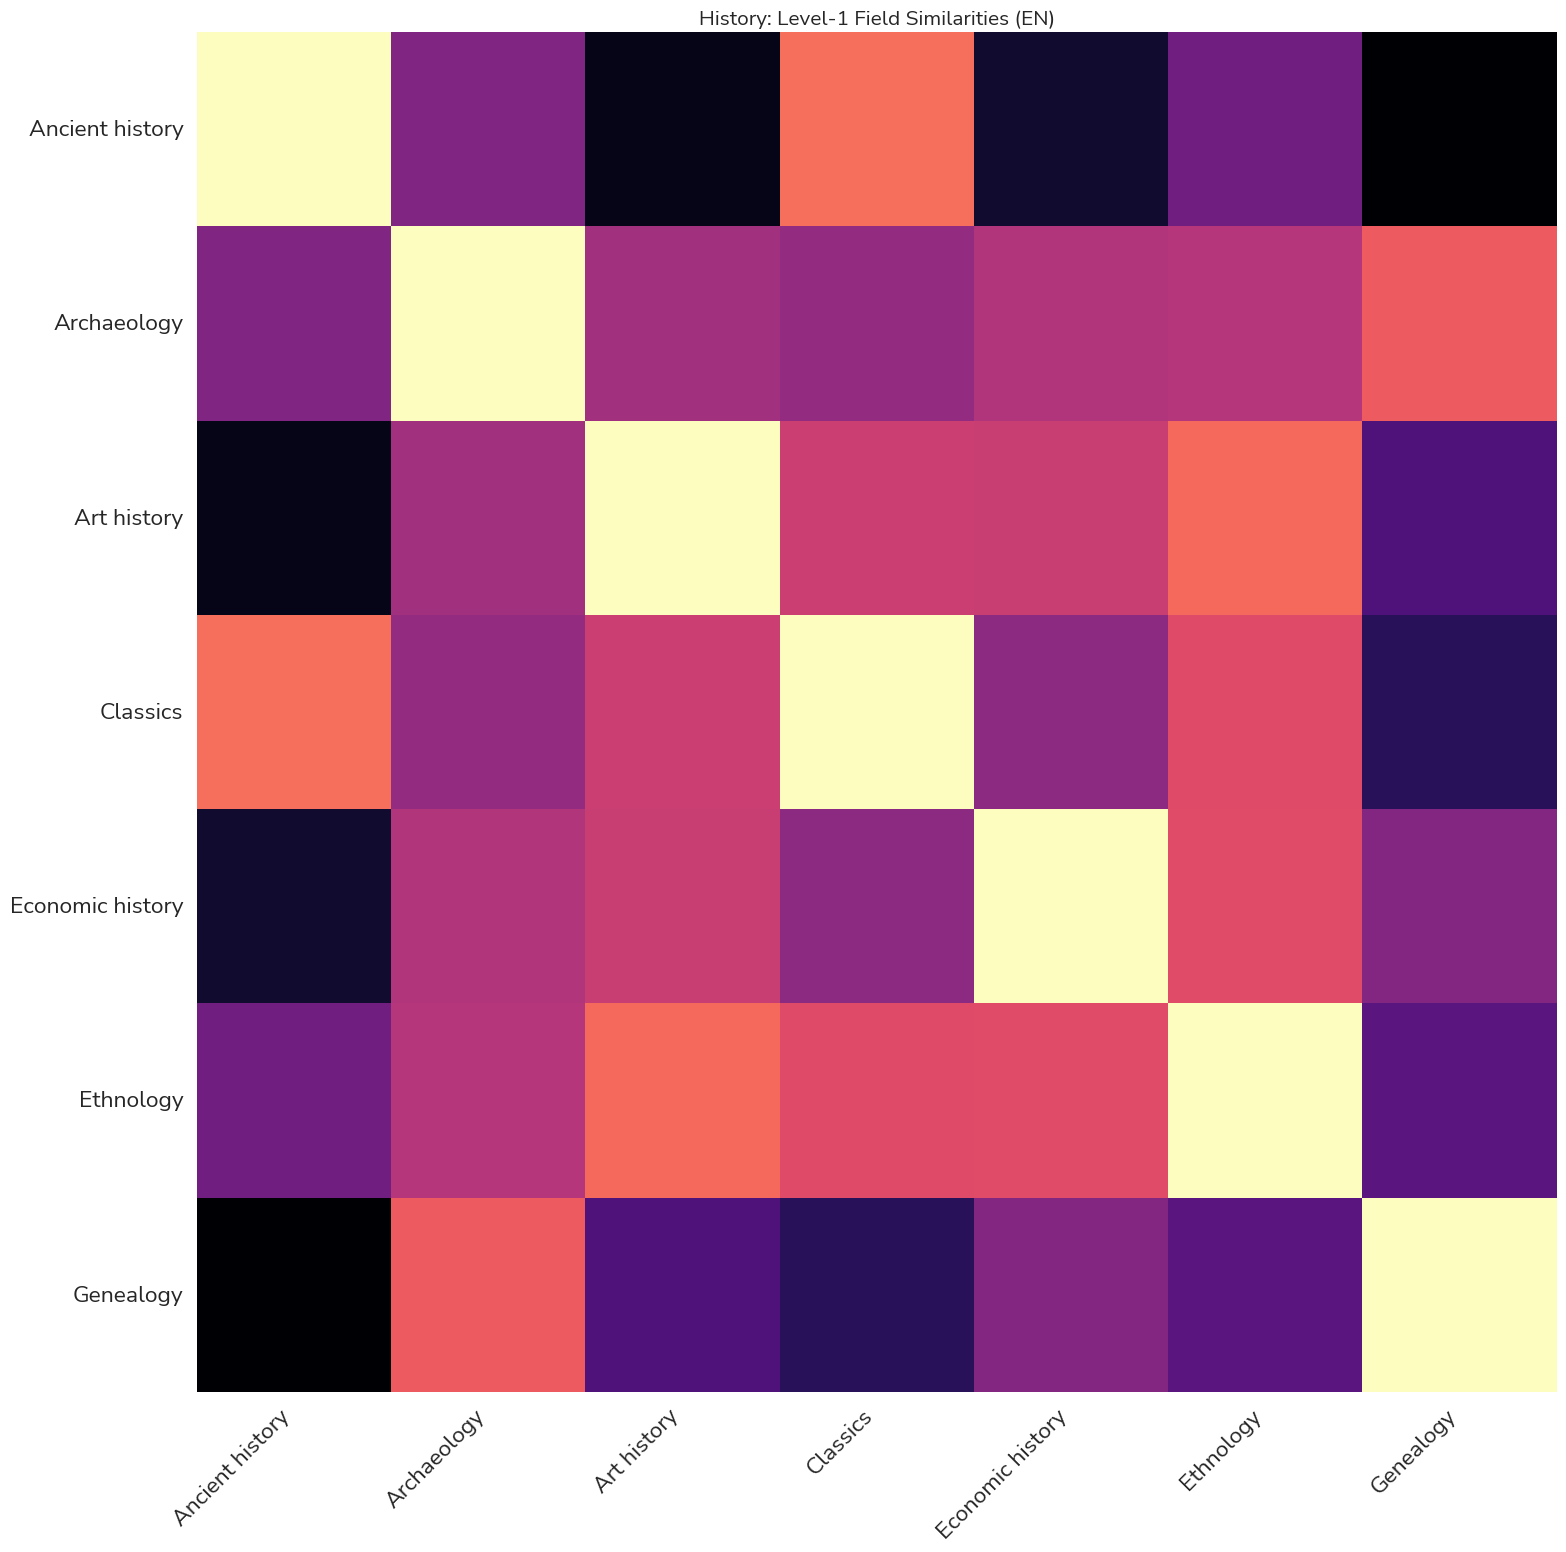 History: Level-1 Field Similarities (EN)
Ancient history
Archaeology
Art history
Classics
Economic history
Ethnology
Genealogy
Ancient history
Archaeology
Art history
Classics
Economic history
Ethnology
Genealogy